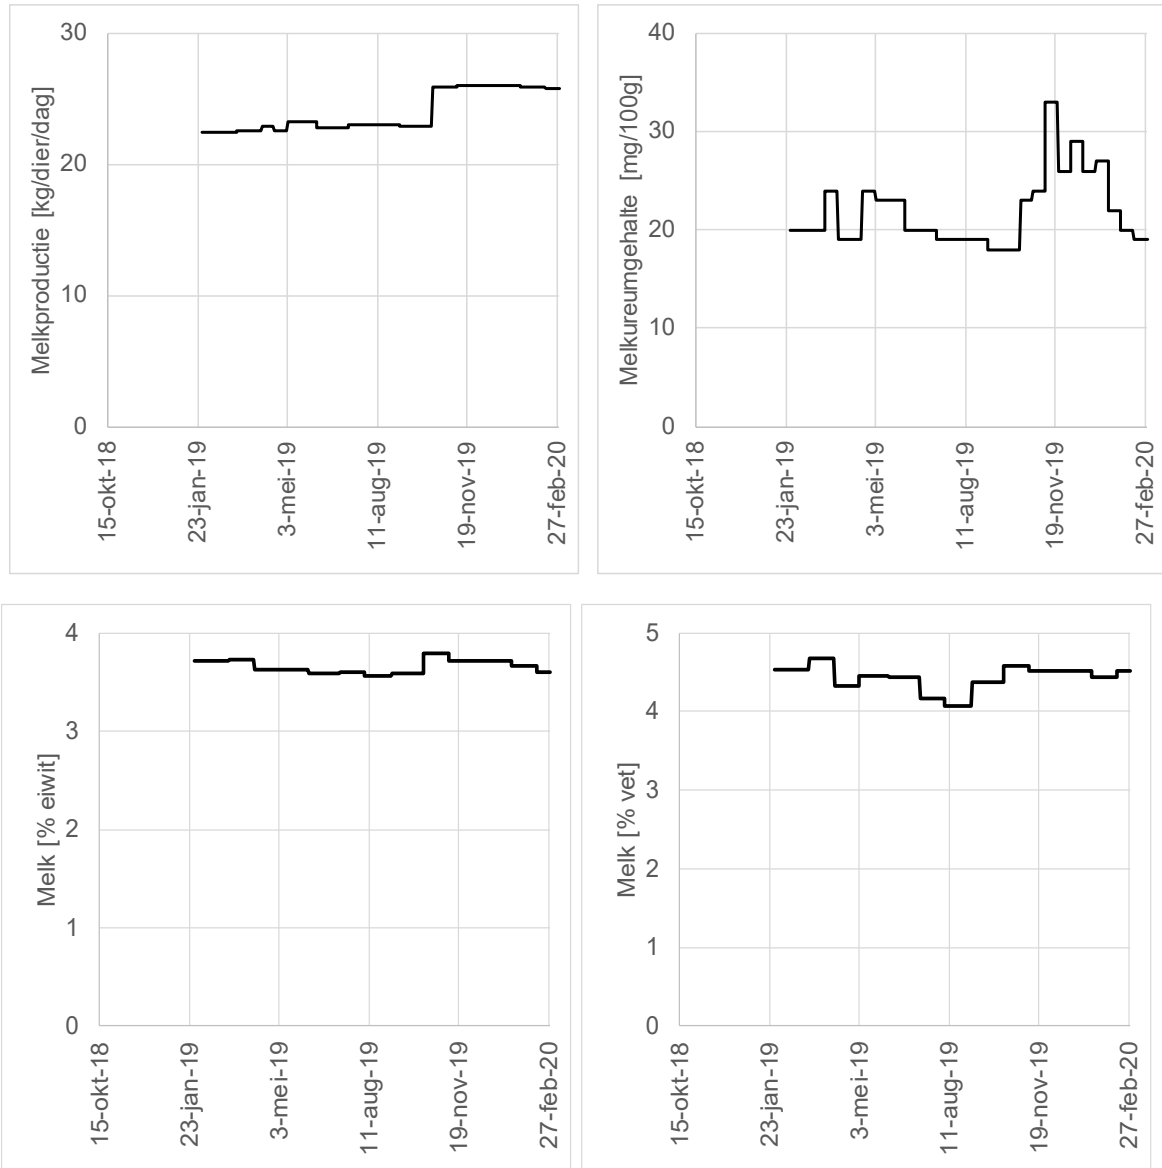 Melkproductie [kg/dier/dag]
30
20
10
0
15-okt-18
23-jan-19
3-mei-19
11-aug-19
19-nov-19
27-feb-20
Melkureumgehalte [mg/100g]
40
30
20
10
0
15-okt-18
23-jan-19
3-mei-19
11-aug-19
19-nov-19
27-feb-20
Melk [% eiwit]
4
3
2
1
0
15-okt-18
23-jan-19
3-mei-19
11-aug-19
19-nov-19
27-feb-20
Melk [% vet]
5
4
3
2
1
0
15-okt-18
23-jan-19
3-mei-19
11-aug-19
19-nov-19
27-feb-20